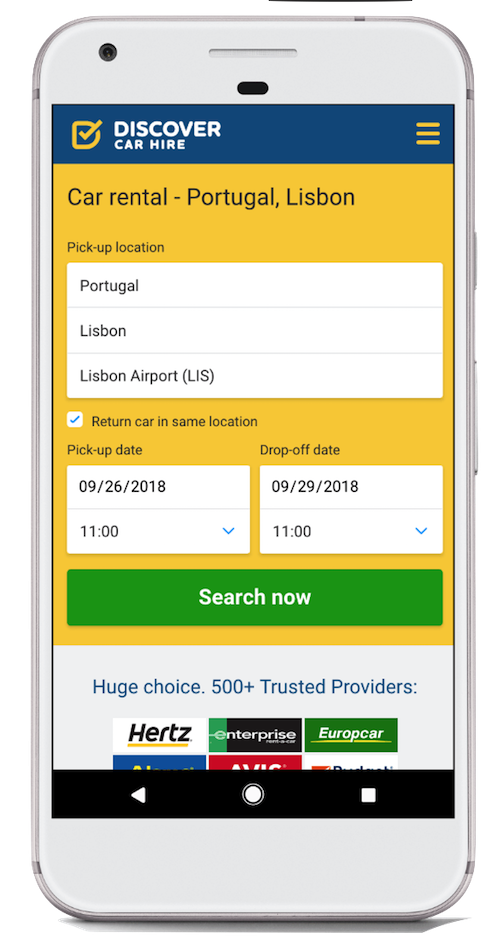 DISCOVER
CAR HIRE
Car rental - Portugal, Lisbon
Pick-up location
Portugal
Lisbon
Lisbon Airport (LIS)
Return car in same location
Pick-up date Drop-off date
09/26/2018 09/29/2018
11:00 11:00
Search now
Huge choice. 500+ Trusted Providers:
Hertz enterprise Europcar
rent-a-car
AVIS Budget